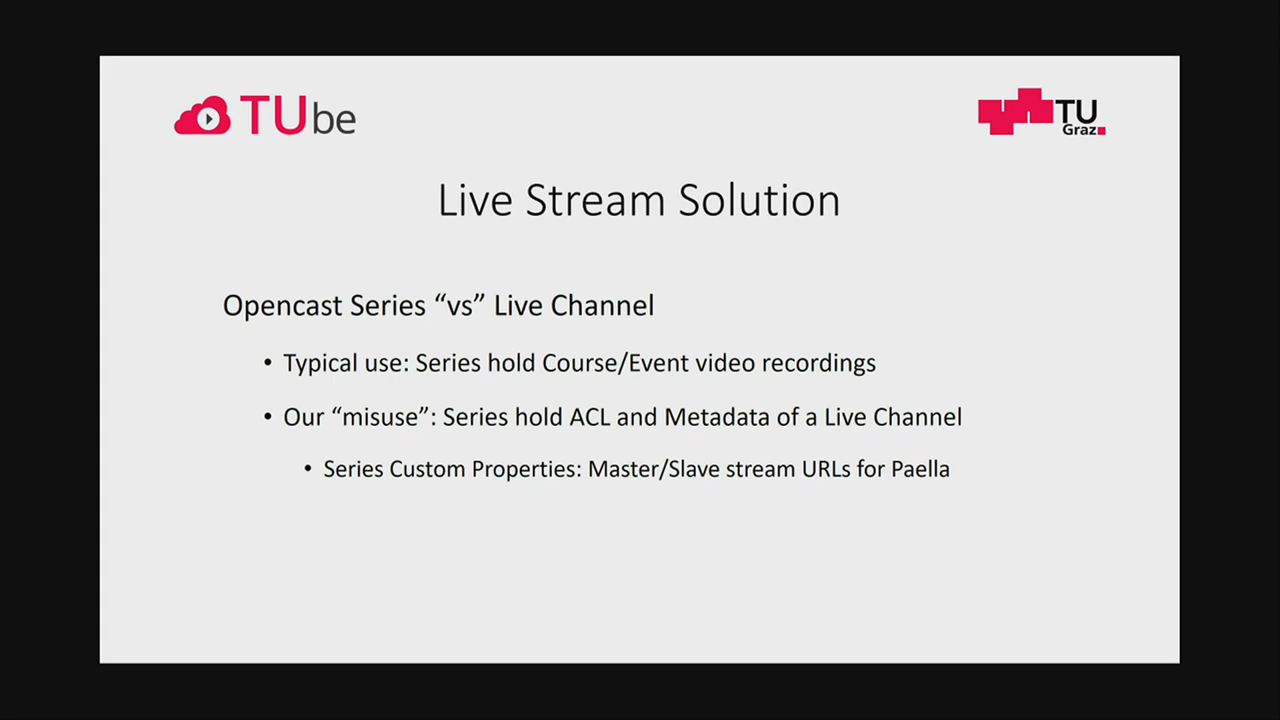 TUbe
TU
Graz
Live Stream Solution
Opencast Series “vs” Live Channel
• Typical use: Series hold Course/Event video recordings
• Our “misuse”: Series hold ACL and Metadata of a Live Channel
• Series Custom Properties: Master/Slave stream URLs for Paella